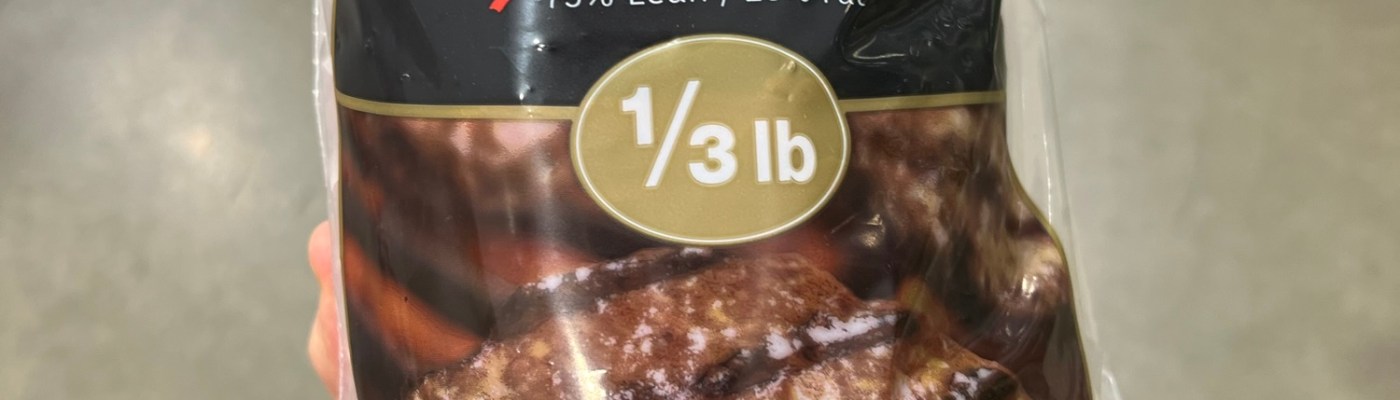 75% Lean / 25% Fat
1/3 lb